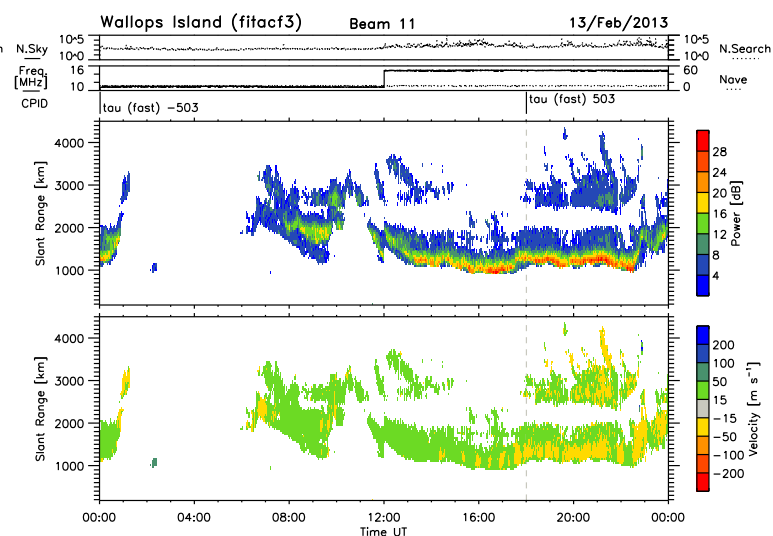 Wallops Island (fitacf3) Beam 11 13/Feb/2013
N.Sky 10^5 10^0 10^5 10^0 N.Search
Freq. [MHz] 16 10 60 0 Nave
CPID tau (fast) -503 tau (fast) 503
Slant Range [km]
4000
3000
2000
1000
28
24
20
16
12
8
4
Power [dB]
Slant Range [km]
4000
3000
2000
1000
200
100
50
15
-15
-50
-100
-200
Velocity [m s⁻¹]
00:00 04:00 08:00 12:00 16:00 20:00 00:00
Time UT